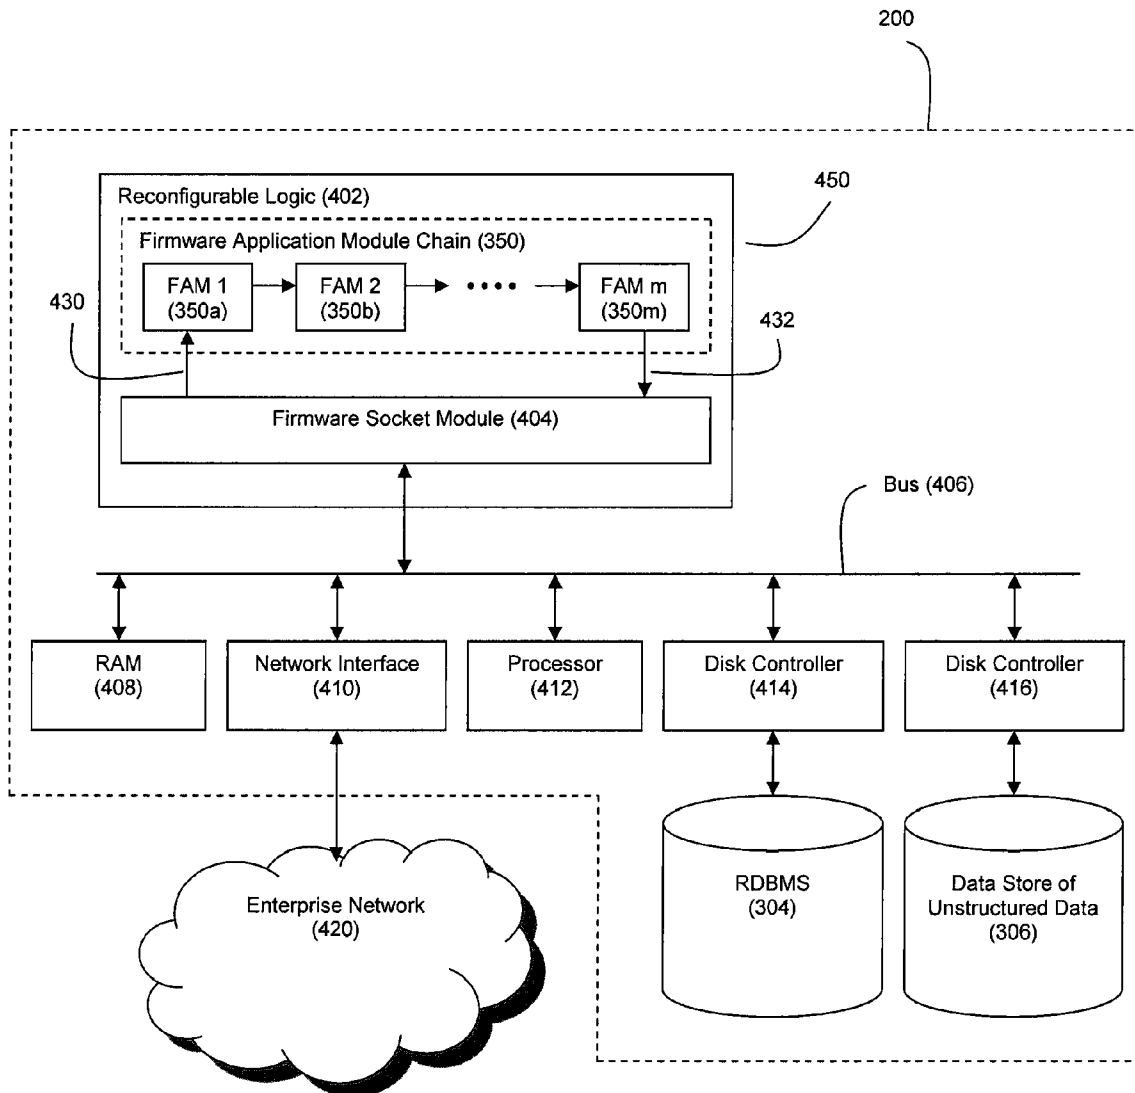 200
Reconfigurable Logic (402)
450
Firmware Application Module Chain (350)
FAM 1
(350a)
FAM 2
(350b)
FAM m
(350m)
430
432
Firmware Socket Module (404)
Bus (406)
RAM
(408)
Network Interface
(410)
Processor
(412)
Disk Controller
(414)
Disk Controller
(416)
Enterprise Network
(420)
RDBMS
(304)
Data Store of
Unstructured Data
(306)